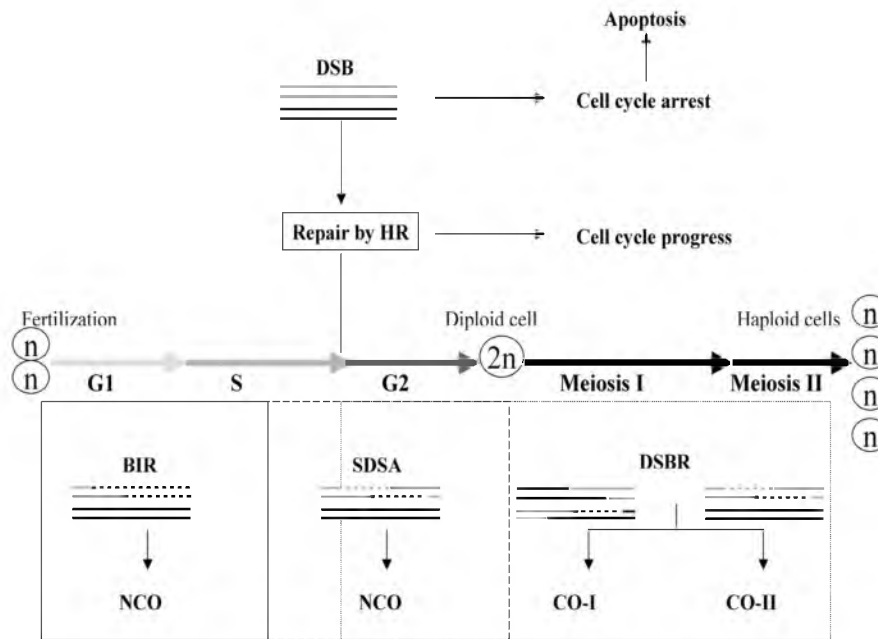 Apoptosis
DSB
Cell cycle arrest
Repair by HR
Cell cycle progress
Fertilization
Diploid cell
Haploid cells
n
n
2n
n
n
n
n
G1
S
G2
Meiosis I
Meiosis II
BIR
SDSA
DSBR
NCO
NCO
CO-I
CO-II